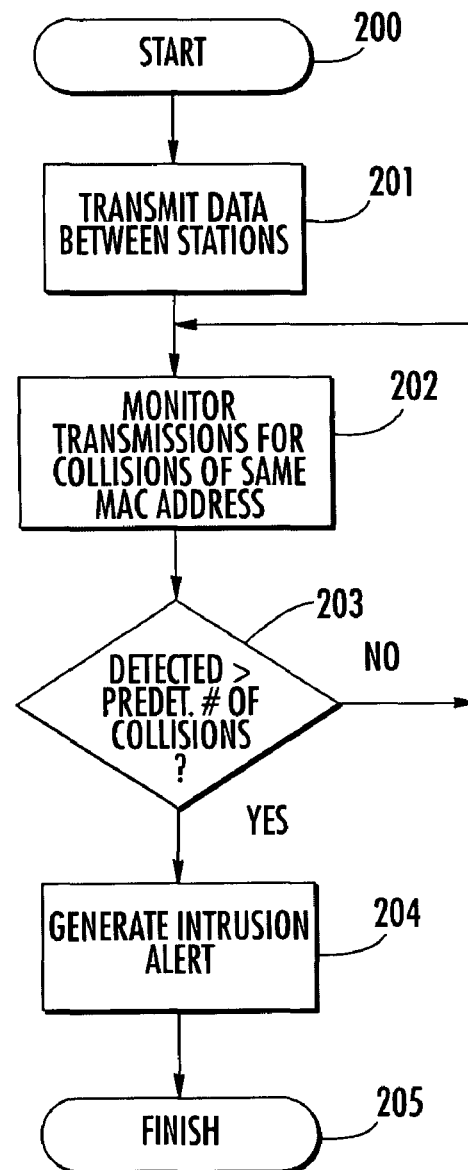 START
200
TRANSMIT DATA
BETWEEN STATIONS
201
MONITOR
TRANSMISSIONS FOR
COLLISIONS OF SAME
MAC ADDRESS
202
DETECTED >
PREDET. # OF
COLLISIONS
?
203
NO
YES
GENERATE INTRUSION
ALERT
204
FINISH
205